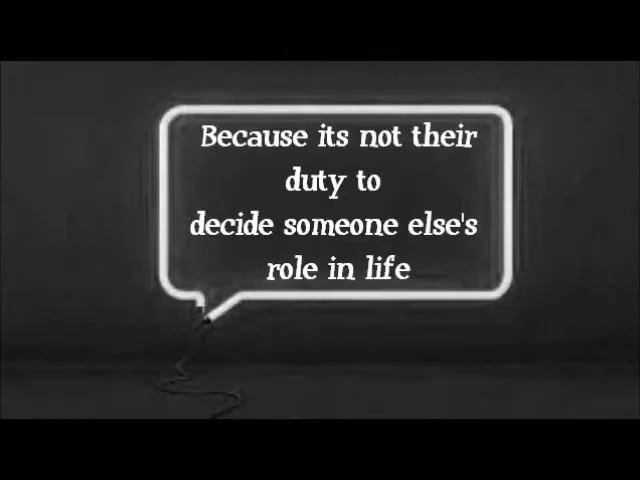 Because its not their
duty to
decide someone else's
role in life